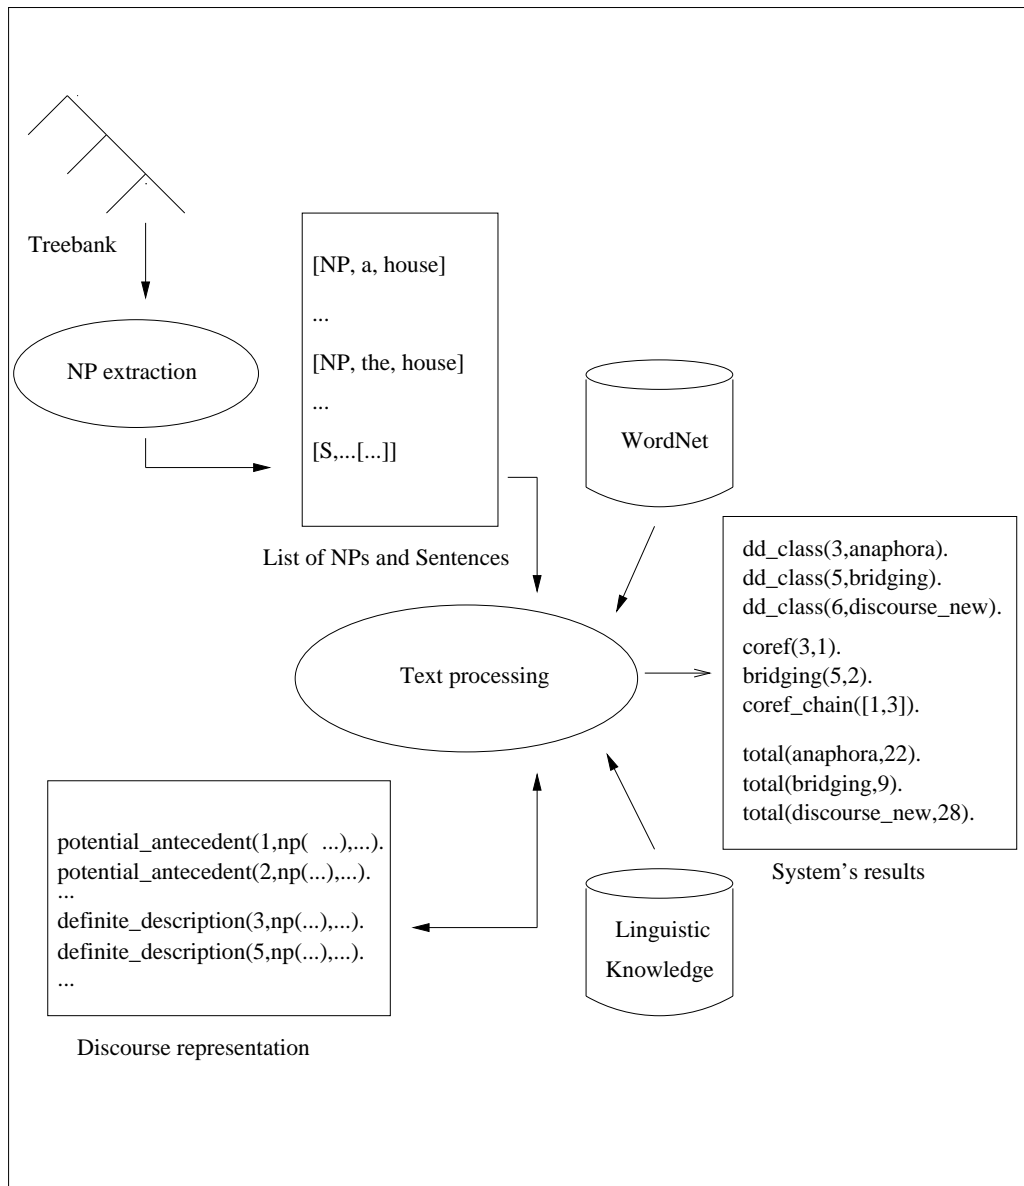 Treebank
NP extraction
[NP, a, house]
...
[NP, the, house]
...
[S,...[...]]
List of NPs and Sentences
WordNet
Text processing
dd_class(3,anaphora).
dd_class(5,bridging).
dd_class(6,discourse_new).
coref(3,1).
bridging(5,2).
coref_chain([1,3]).
total(anaphora,22).
total(bridging,9).
total(discourse_new,28).
System's results
potential_antecedent(1,np( ...),...).
potential_antecedent(2,np(...),...).
...
definite_description(3,np(...),...).
definite_description(5,np(...),...).
...
Discourse representation
Linguistic
Knowledge